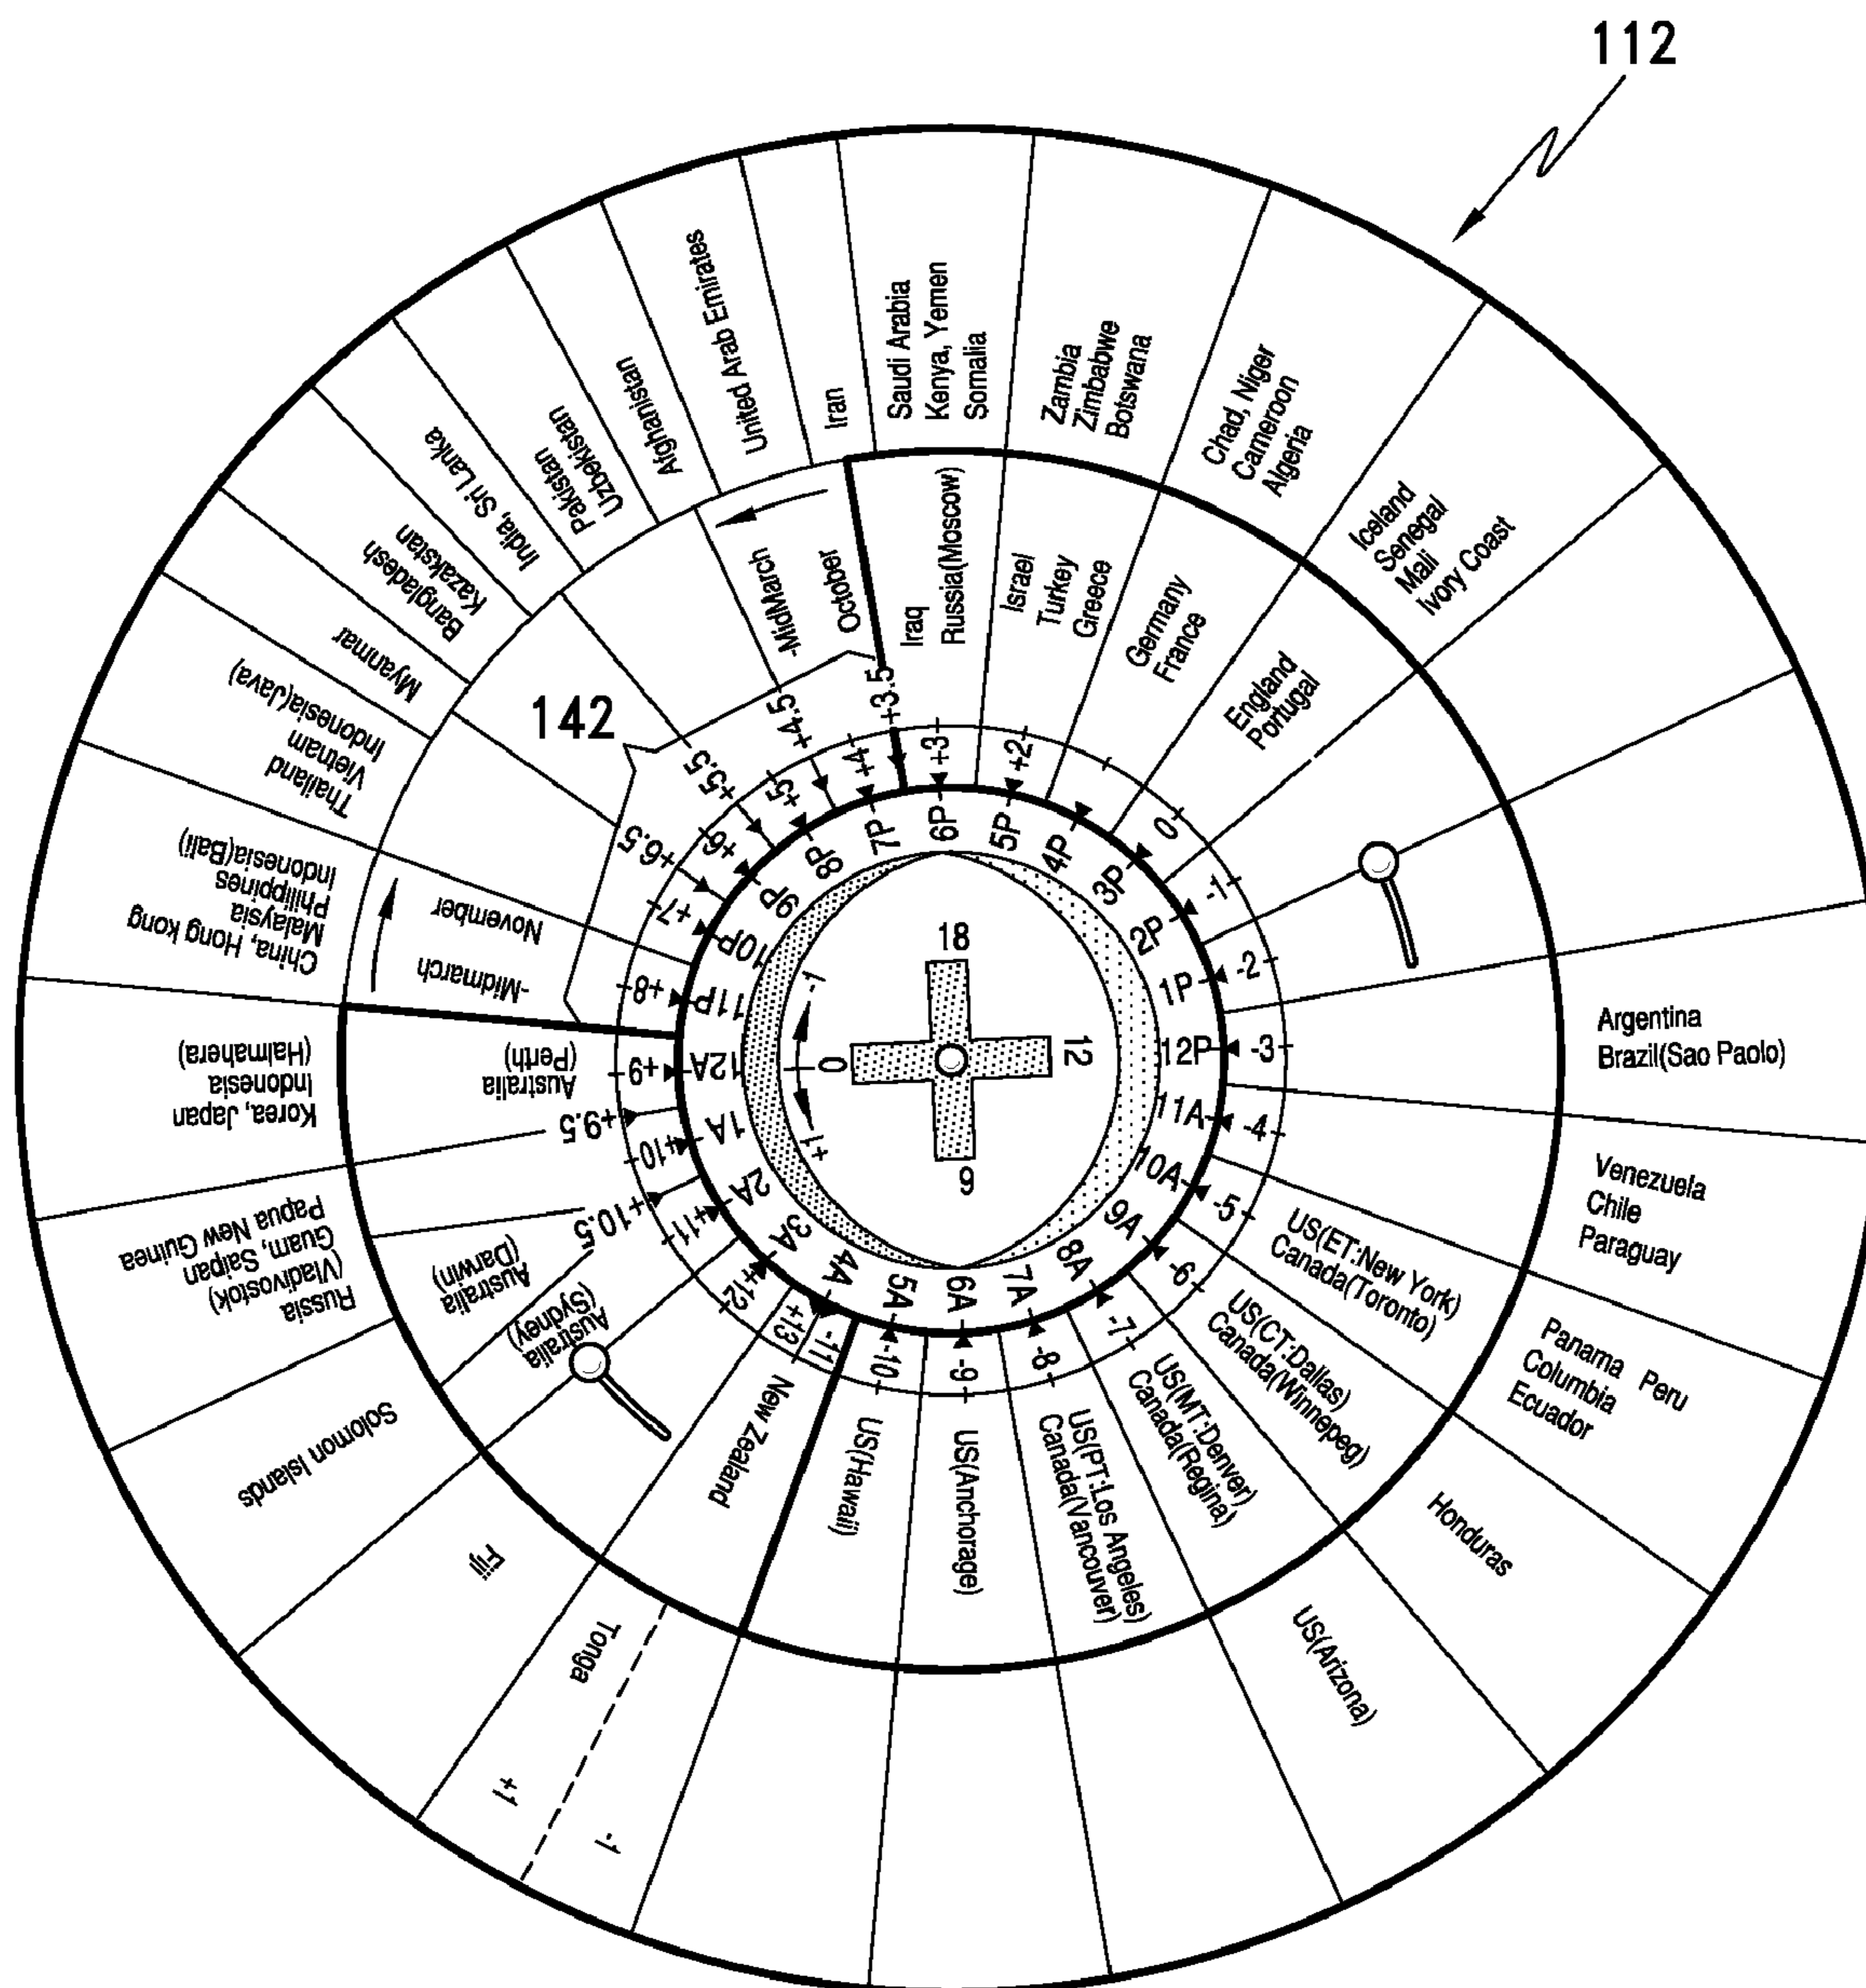 112
142
Saudi Arabia
Kenya, Yemen
Somalia
Zambia
Zimbabwe
Botswana
Chad, Niger
Cameroon
Algeria
Iceland
Senegal
Mali
Ivory Coast
Argentina
Brazil(Sao Paolo)
Venezuela
Chile
Paraguay
Panama Peru
Columbia
Ecuador
Honduras
US(Arizona)
-1
+1
Tonga
Fiji
Solomon Islands
Russia
(Vladivostok)
Guam, Saipan
Papua New Guinea
Korea, Japan
Indonesia
(Halmahera)
China, Hong kong
Malaysia
Philippines
Indonesia(Bali)
Thailand
Vietnam
Indonesia(Java)
Myanmar
Bangladesh
Kazakstan
India, Sri Lanka
Pakistan
Uzbekistan
Afghanistan
United Arab Emirates
Iran
Iraq
Russia(Moscow)
Israel
Turkey
Greece
Germany
France
England
Portugal
US(ET:New York)
Canada(Toronto)
US(CT:Dallas)
Canada(Winnepeg)
US(MT:Denver)
Canada(Regina)
US(PT:Los Angeles)
Canada(Vancouver)
US(Anchorage)
US(Hawaii)
New Zealand
Australia
(Sydney)
Australia
(Darwin)
Australia
(Perth)
-Midmarch
November
-MidMarch
October
+3
+2
0
-1
-2
-3
-4
-5
-6
-7
-8
-9
-10
-11
+13
+12
+11
+10.5
+10
+9.5
+9
+8
+7
+6.5
+6
+5.5
+5
+4.5
+4
+3.5
6P
5P
4P
3P
2P
1P
12P
11A
10A
9A
8A
7A
6A
5A
4A
3A
2A
1A
12A
11P
10P
9P
8P
7P
18
12
6
0
-1
+1